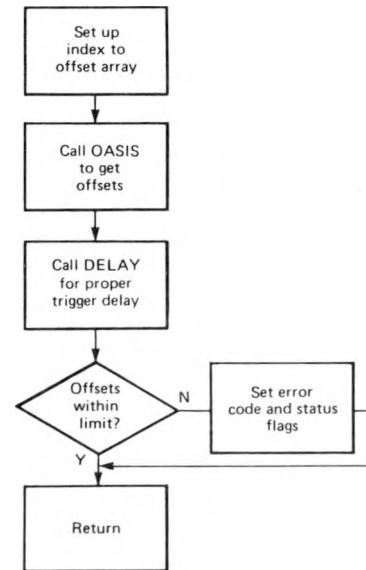 Set up
index to
offset array
Call OASIS
to get
offsets
Call DELAY
for proper
trigger delay
Offsets
within
limit?
N
Set error
code and status
flags
Y
Return